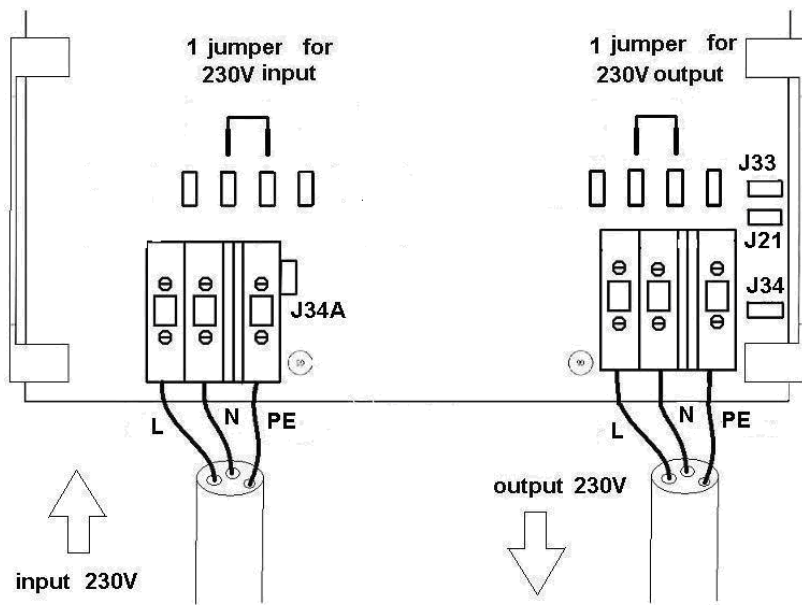 1 jumper for
230V input
1 jumper for
230V output
J33
J21
J34
J34A
L
N
PE
L
N
PE
input 230V
output 230V